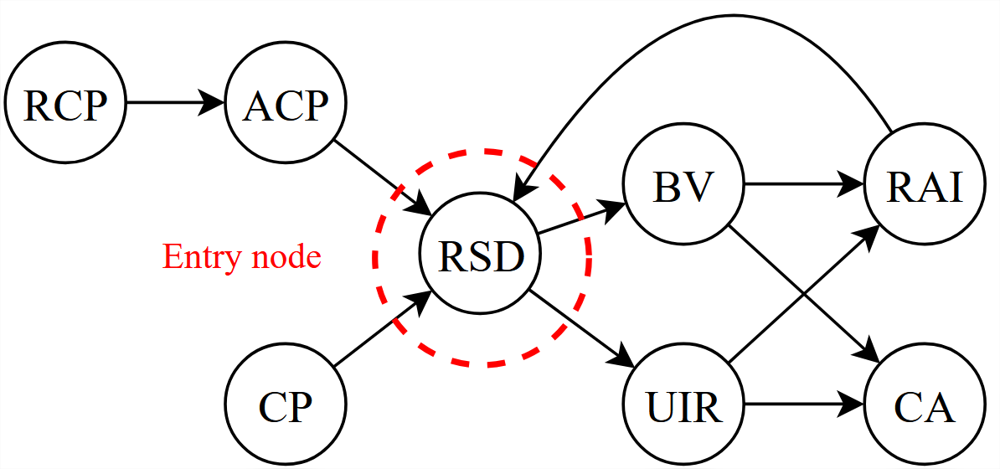 RCP
ACP
BV
RAI
Entry node
RSD
CP
UIR
CA